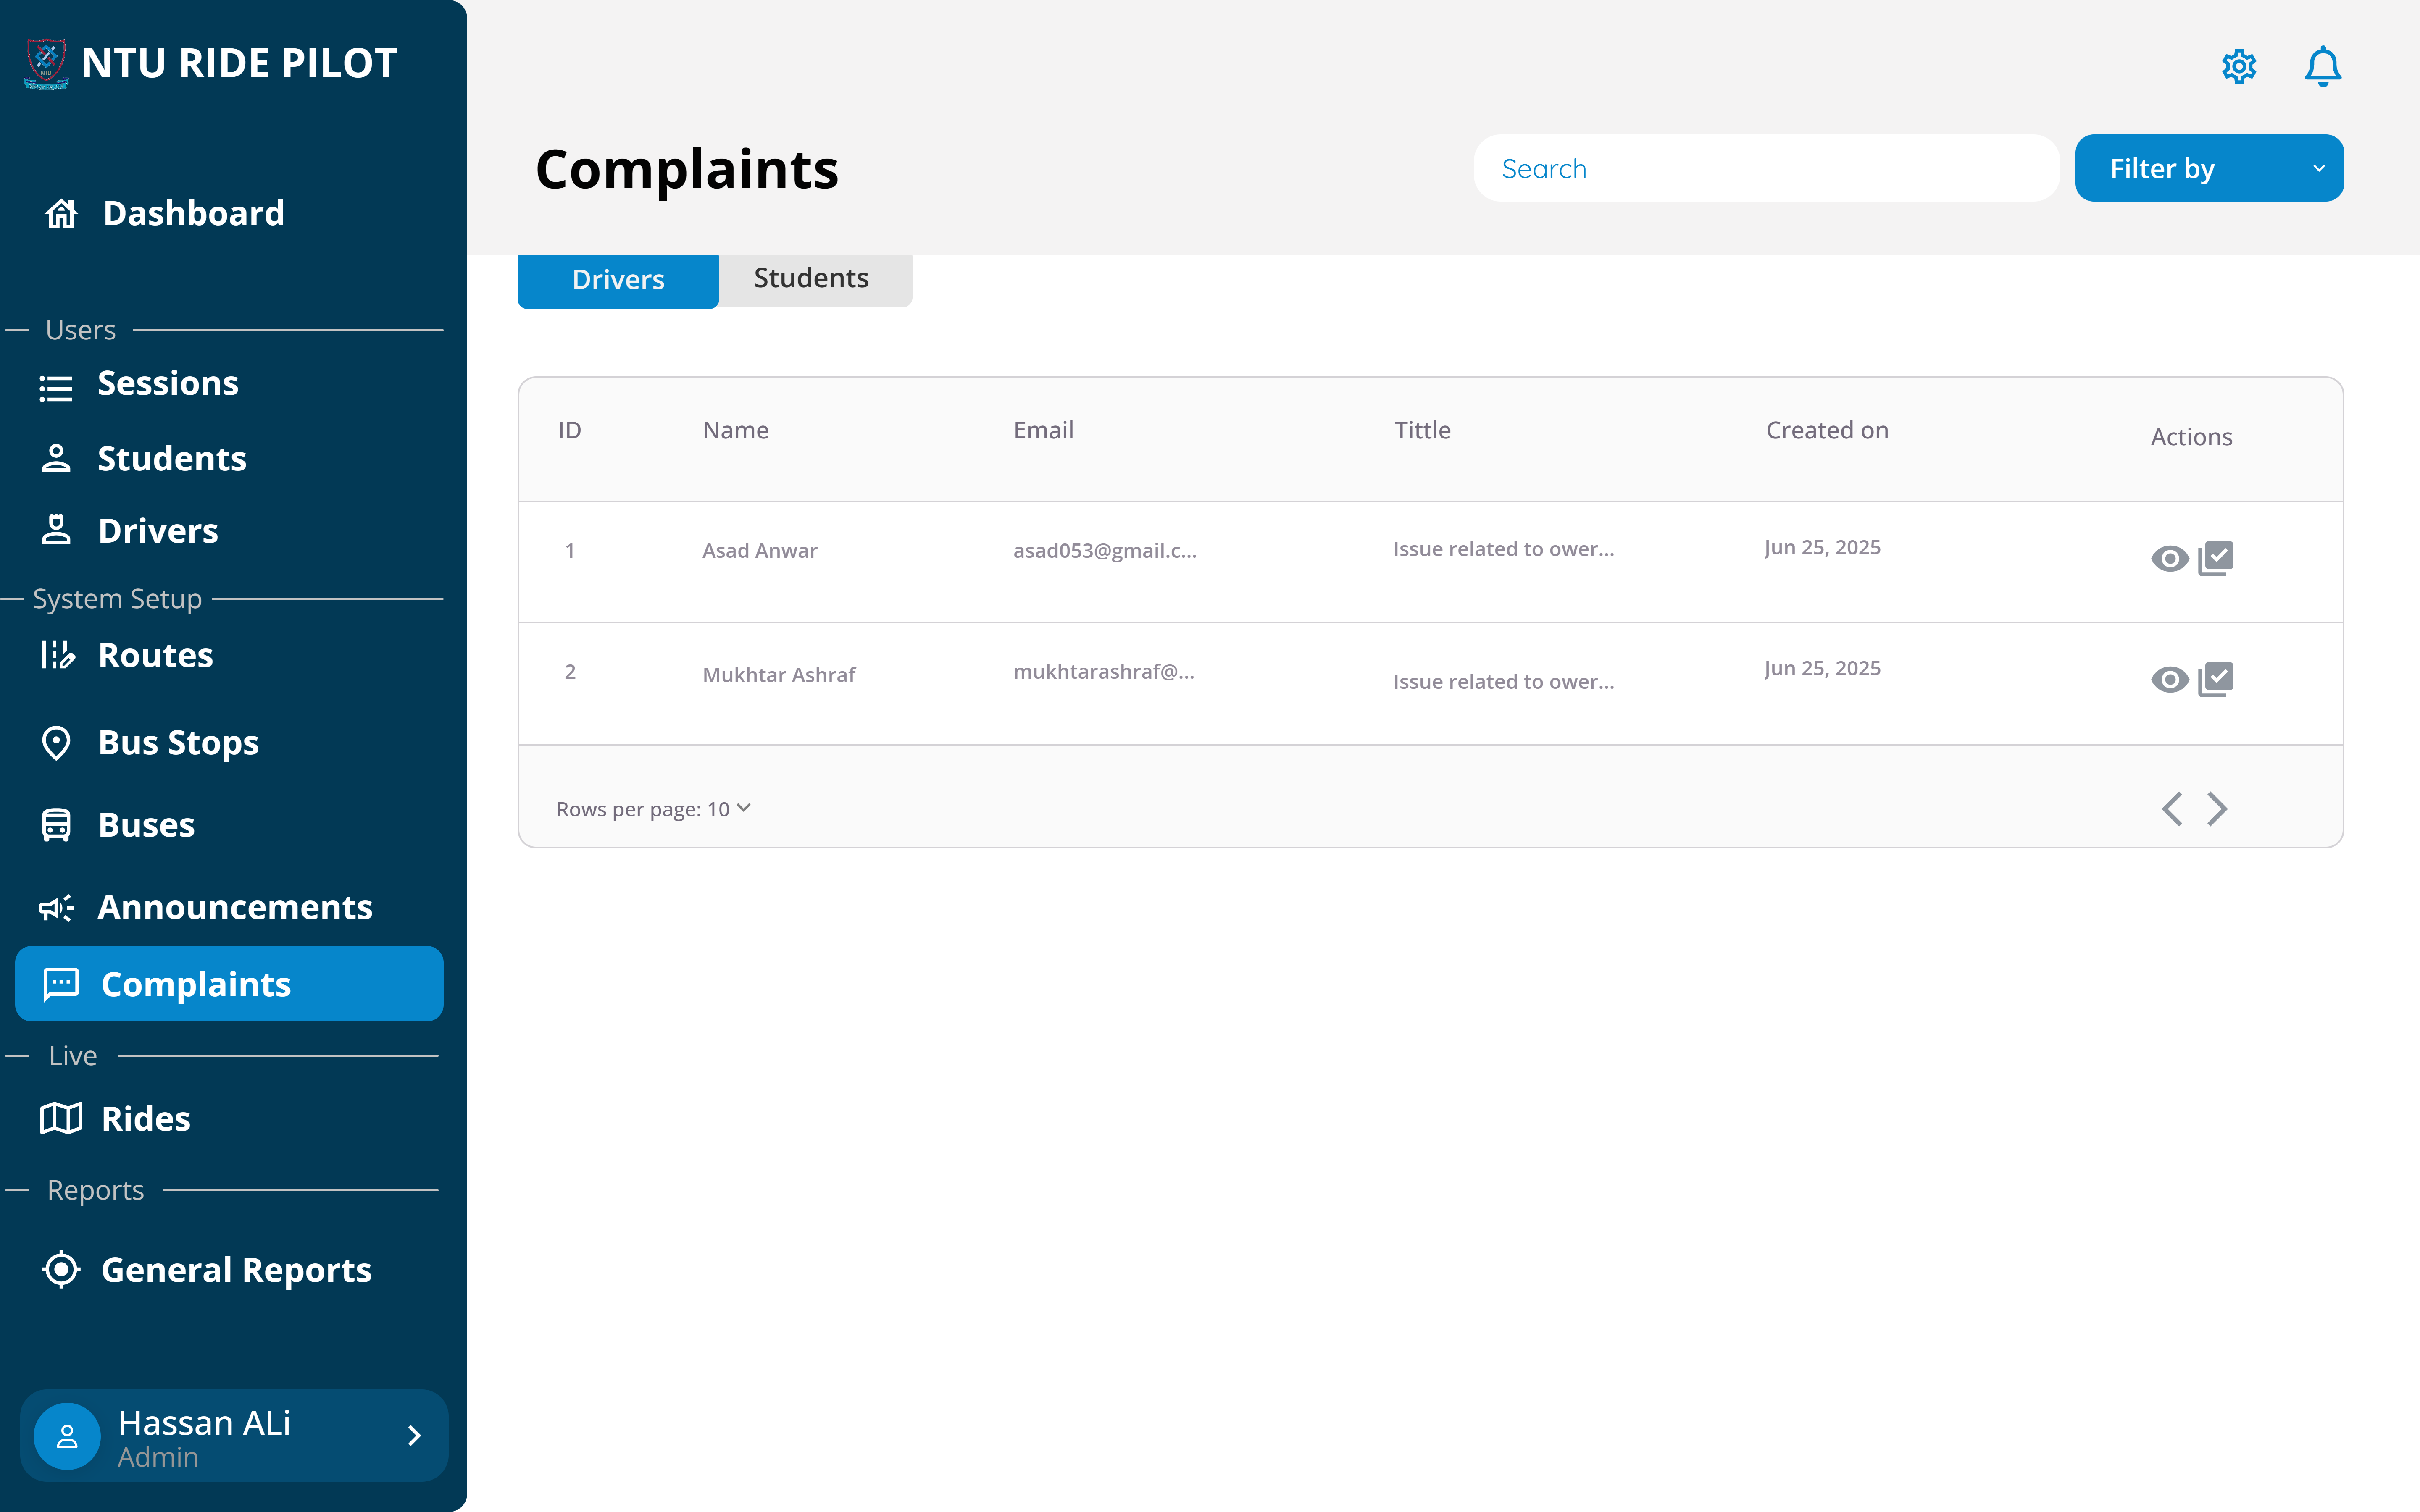 NTU RIDE PILOT
Dashboard
Users
Sessions
Students
Drivers
System Setup
Routes
Bus Stops
Buses
Announcements
Complaints
Live
Rides
Reports
General Reports
Hassan ALi
Admin
Complaints
Search
Filter by
Drivers Students
ID Name Email Tittle Created on Actions
1 Asad Anwar asad053@gmail.c... Issue related to ower... Jun 25, 2025
2 Mukhtar Ashraf mukhtarashraf@... Issue related to ower... Jun 25, 2025
Rows per page: 10